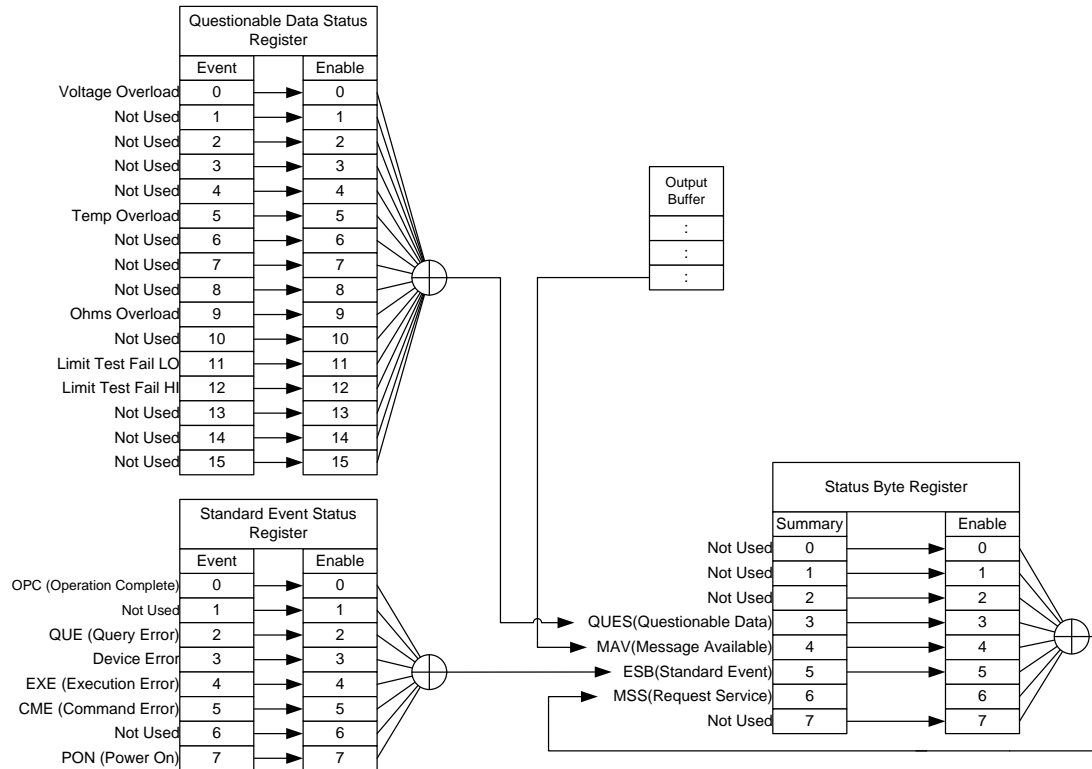 Questionable Data Status
Register
Event Enable
Voltage Overload 0 0
Not Used 1 1
Not Used 2 2
Not Used 3 3
Not Used 4 4
Temp Overload 5 5
Not Used 6 6
Not Used 7 7
Not Used 8 8
Ohms Overload 9 9
Not Used 10 10
Limit Test Fail LO 11 11
Limit Test Fail HI 12 12
Not Used 13 13
Not Used 14 14
Not Used 15 15
Output
Buffer
:
:
:
Standard Event Status
Register
Event Enable
OPC (Operation Complete) 0 0
Not Used 1 1
QUE (Query Error) 2 2
Device Error 3 3
EXE (Execution Error) 4 4
CME (Command Error) 5 5
Not Used 6 6
PON (Power On) 7 7
Status Byte Register
Summary Enable
Not Used 0 0
Not Used 1 1
Not Used 2 2
QUES(Questionable Data) 3 3
MAV(Message Available) 4 4
ESB(Standard Event) 5 5
MSS(Request Service) 6 6
Not Used 7 7